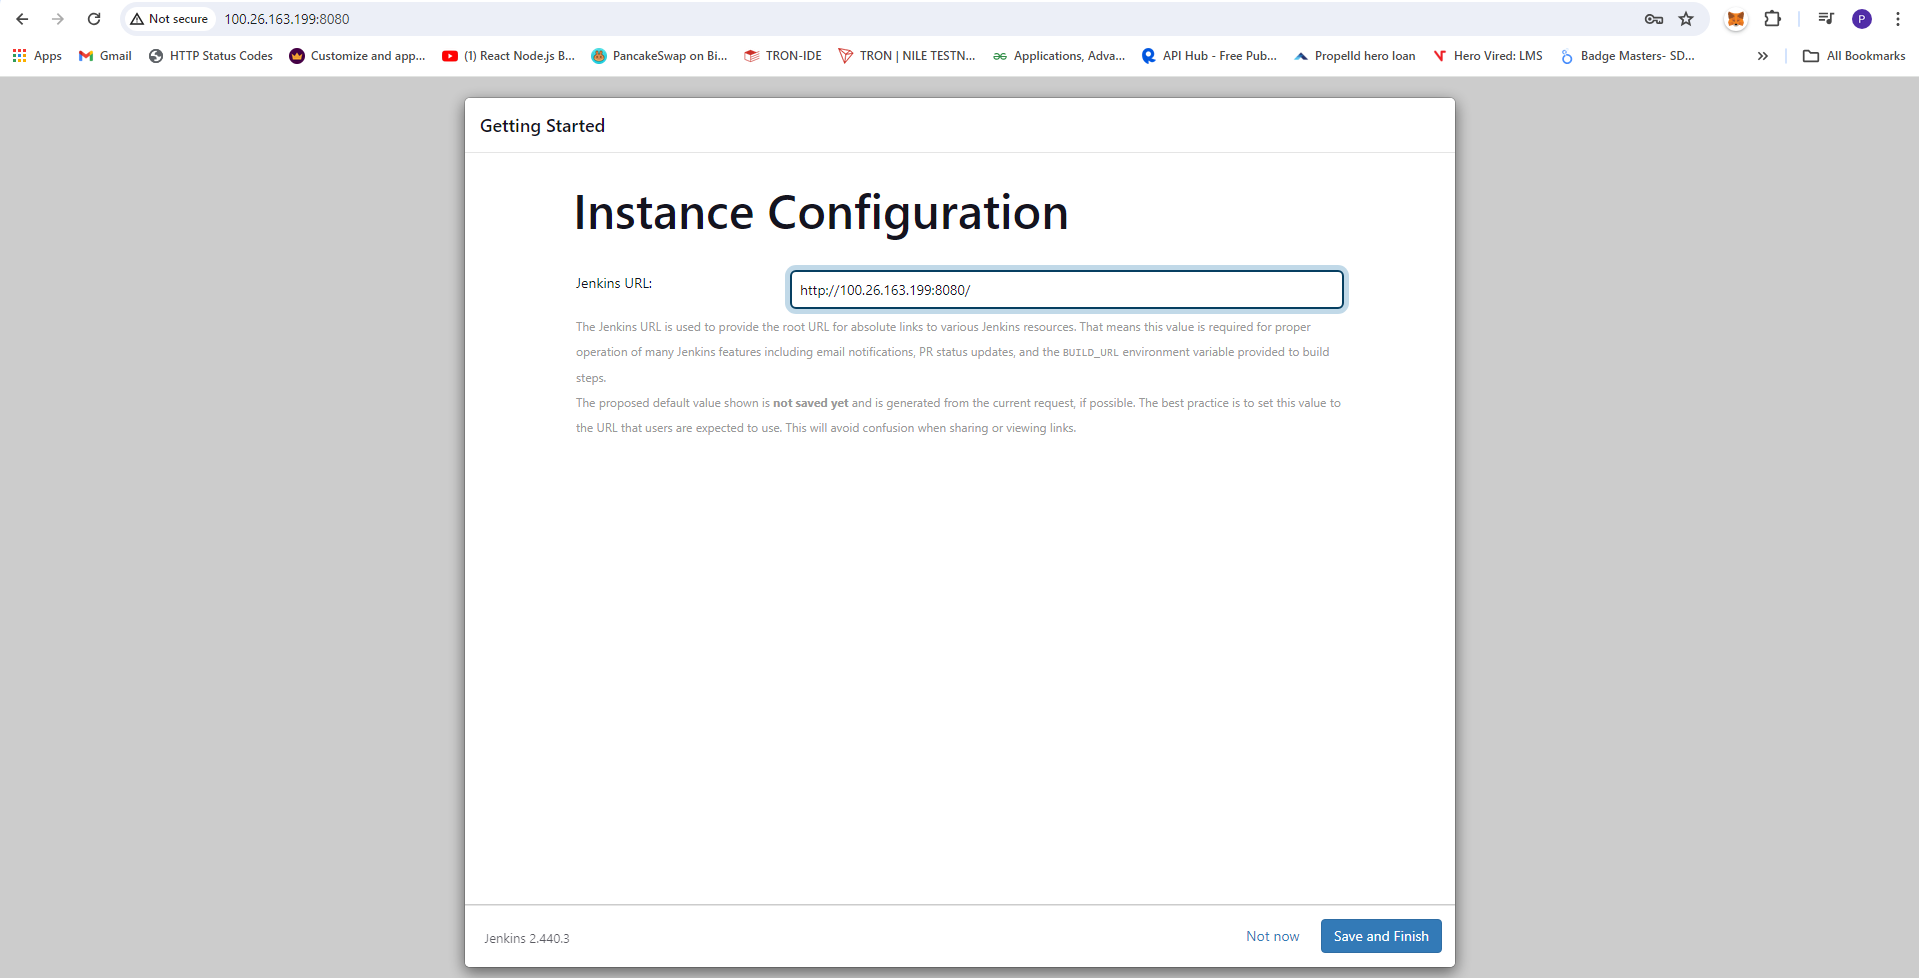 Not secure 100.26.163.199:8080
P
Apps Gmail HTTP Status Codes Customize and app... (1) React Node.js B... PancakeSwap on Bi... TRON-IDE TRON | NILE TESTN... Applications, Adva... API Hub - Free Pub... Propelld hero loan Hero Vired: LMS Badge Masters- SD... » All Bookmarks
Getting Started
Instance Configuration
Jenkins URL:
http://100.26.163.199:8080/
The Jenkins URL is used to provide the root URL for absolute links to various Jenkins resources. That means this value is required for proper
operation of many Jenkins features including email notifications, PR status updates, and the BUILD_URL environment variable provided to build
steps.
The proposed default value shown is not saved yet and is generated from the current request, if possible. The best practice is to set this value to
the URL that users are expected to use. This will avoid confusion when sharing or viewing links.
Jenkins 2.440.3
Not now
Save and Finish